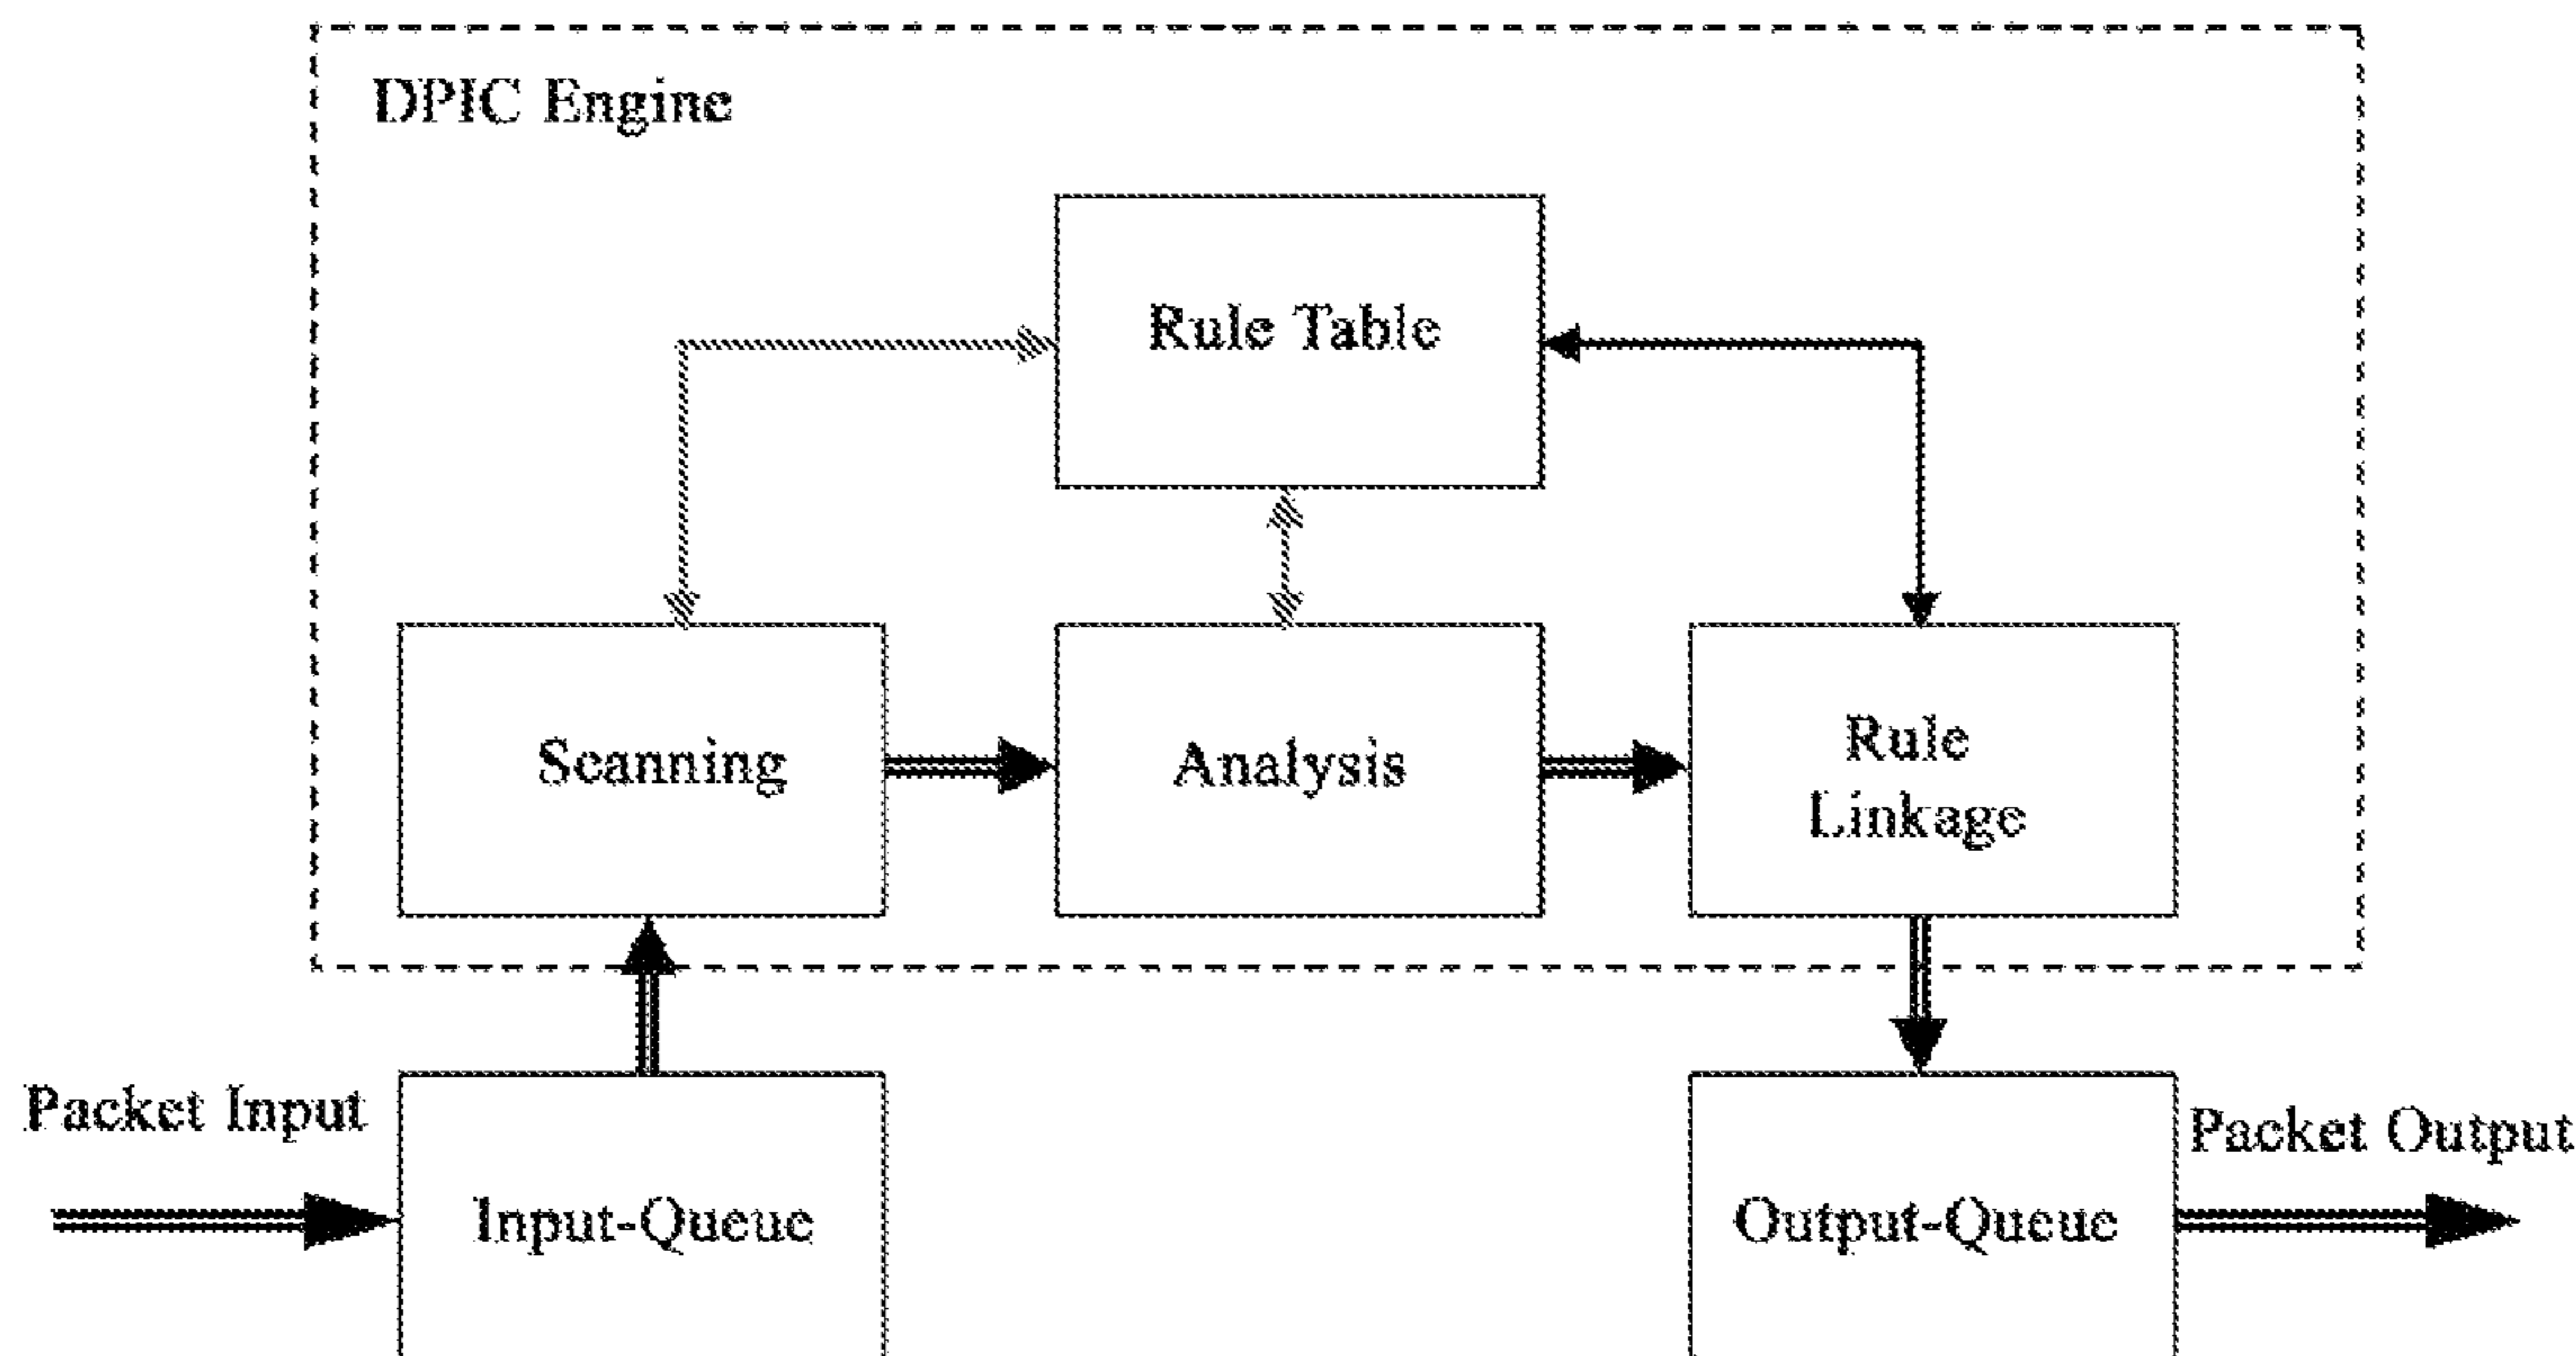 DPIC Engine
Rule Table
Scanning
Analysis
Rule
Linkage
Packet Input
Input-Queue
Output-Queue
Packet Output